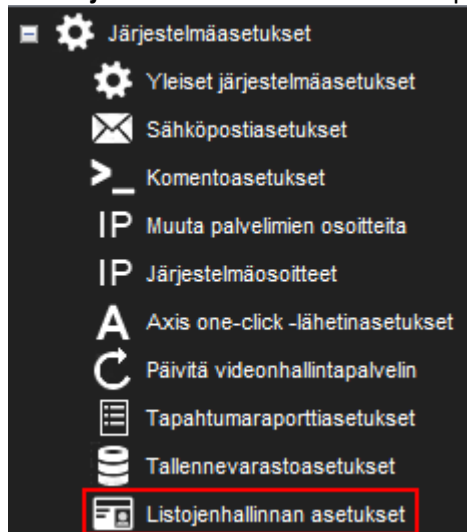 Järjestelmäasetukset
Yleiset järjestelmäasetukset
Sähköpostiasetukset
>_ Komentoasetukset
IP Muuta palvelimien osoitteita
IP Järjestelmäosoitteet
A Axis one-click -lähetinasetukset
Päivitä videonhallintapalvelin
Tapahtumaraporttiasetukset
Tallennevarastoasetukset
Listojenhallinnan asetukset